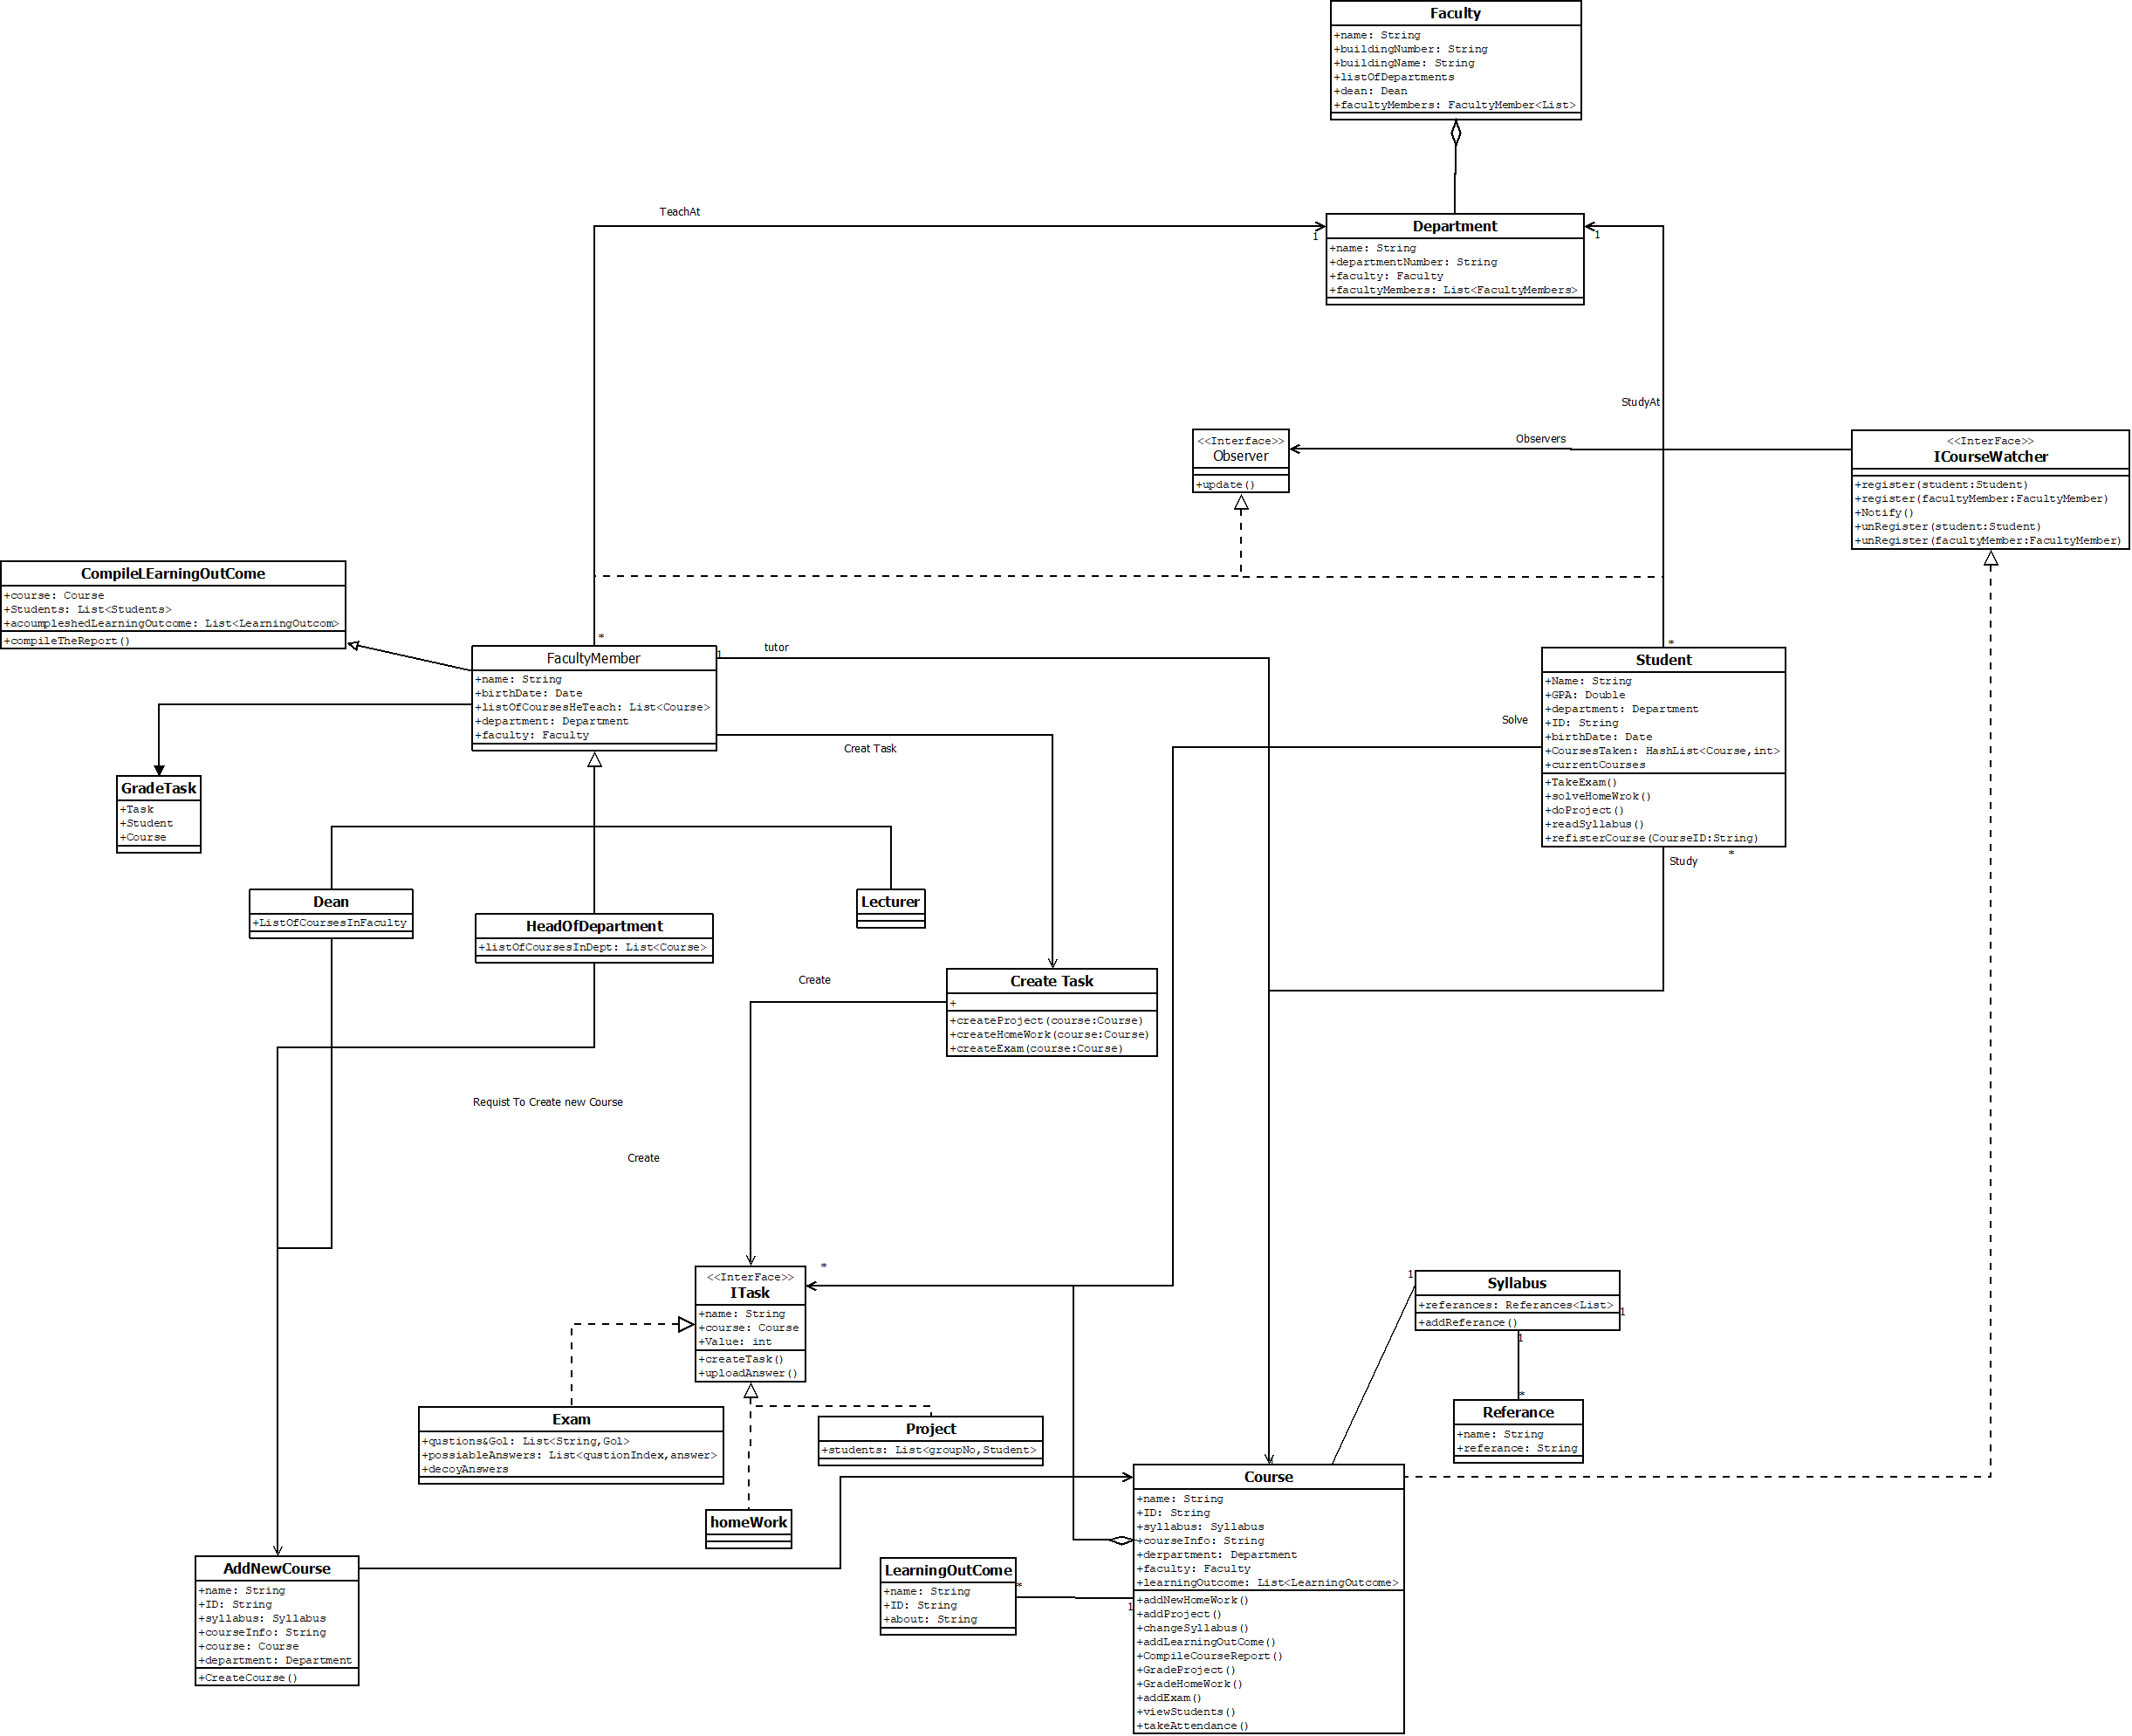 Faculty
+name: String
+buildingNumber: String
+buildingName: String
+listOfDepartments
+dean: Dean
+facultyMembers: FacultyMember<List>
TeachAt
1
Department
+name: String
+departmentNumber: String
+faculty: Faculty
+facultyMembers: List<FacultyMembers>
1
StudyAt
<<Interface>>
Observer
+update()
Observers
<<InterFace>>
ICourseWatcher
+register(student:Student)
+register(facultyMember:FacultyMember)
+Notify()
+unRegister(student:Student)
+unRegister(facultyMember:FacultyMember)
CompileLEarningOutCome
+course: Course
+Students: List<Students>
+acoumpleshedLearningOutcome: List<LearningOutcom>
+compileTheReport()
*
FacultyMember
+name: String
+birthDate: Date
+listOfCoursesHeTeach: List<Course>
+department: Department
+faculty: Faculty
1
tutor
Creat Task
*
Student
+Name: String
+GPA: Double
+department: Department
+ID: String
+birthDate: Date
+CoursesTaken: HashList<Course,int>
+currentCourses
+TakeExam()
+solveHomeWrok()
+doProject()
+readSyllabus()
+refisterCourse(CourseID:String)
Solve
Study
*
GradeTask
+Task
+Student
+Course
Dean
+ListOfCoursesInFaculty
HeadOfDepartment
+listOfCoursesInDept: List<Course>
Lecturer
Create Task
+
+createProject(course:Course)
+createHomeWork(course:Course)
+createExam(course:Course)
Create
Requist To Create new Course
Create
*
<<InterFace>>
ITask
+name: String
+course: Course
+Value: int
+createTask()
+uploadAnswer()
1
Syllabus
+referances: Referances<List>
+addReferance()
1
1
*
Referance
+name: String
+referance: String
Exam
+qustions&Gol: List<String,Gol>
+possiableAnswers: List<qustionIndex,answer>
+decoyAnswers
Project
+students: List<groupNo,Student>
homeWork
Course
+name: String
+ID: String
+syllabus: Syllabus
+courseInfo: String
+derpartment: Department
+faculty: Faculty
+learningOutcome: List<LearningOutcome>
+addNewHomeWork()
+addProject()
+changeSyllabus()
+addLearningOutCome()
+CompileCourseReport()
+GradeProject()
+GradeHomeWork()
+addExam()
+viewStudents()
+takeAttendance()
LearningOutCome
+name: String
+ID: String
+about: String
*
1
AddNewCourse
+name: String
+ID: String
+syllabus: Syllabus
+courseInfo: String
+course: Course
+department: Department
+CreateCourse()